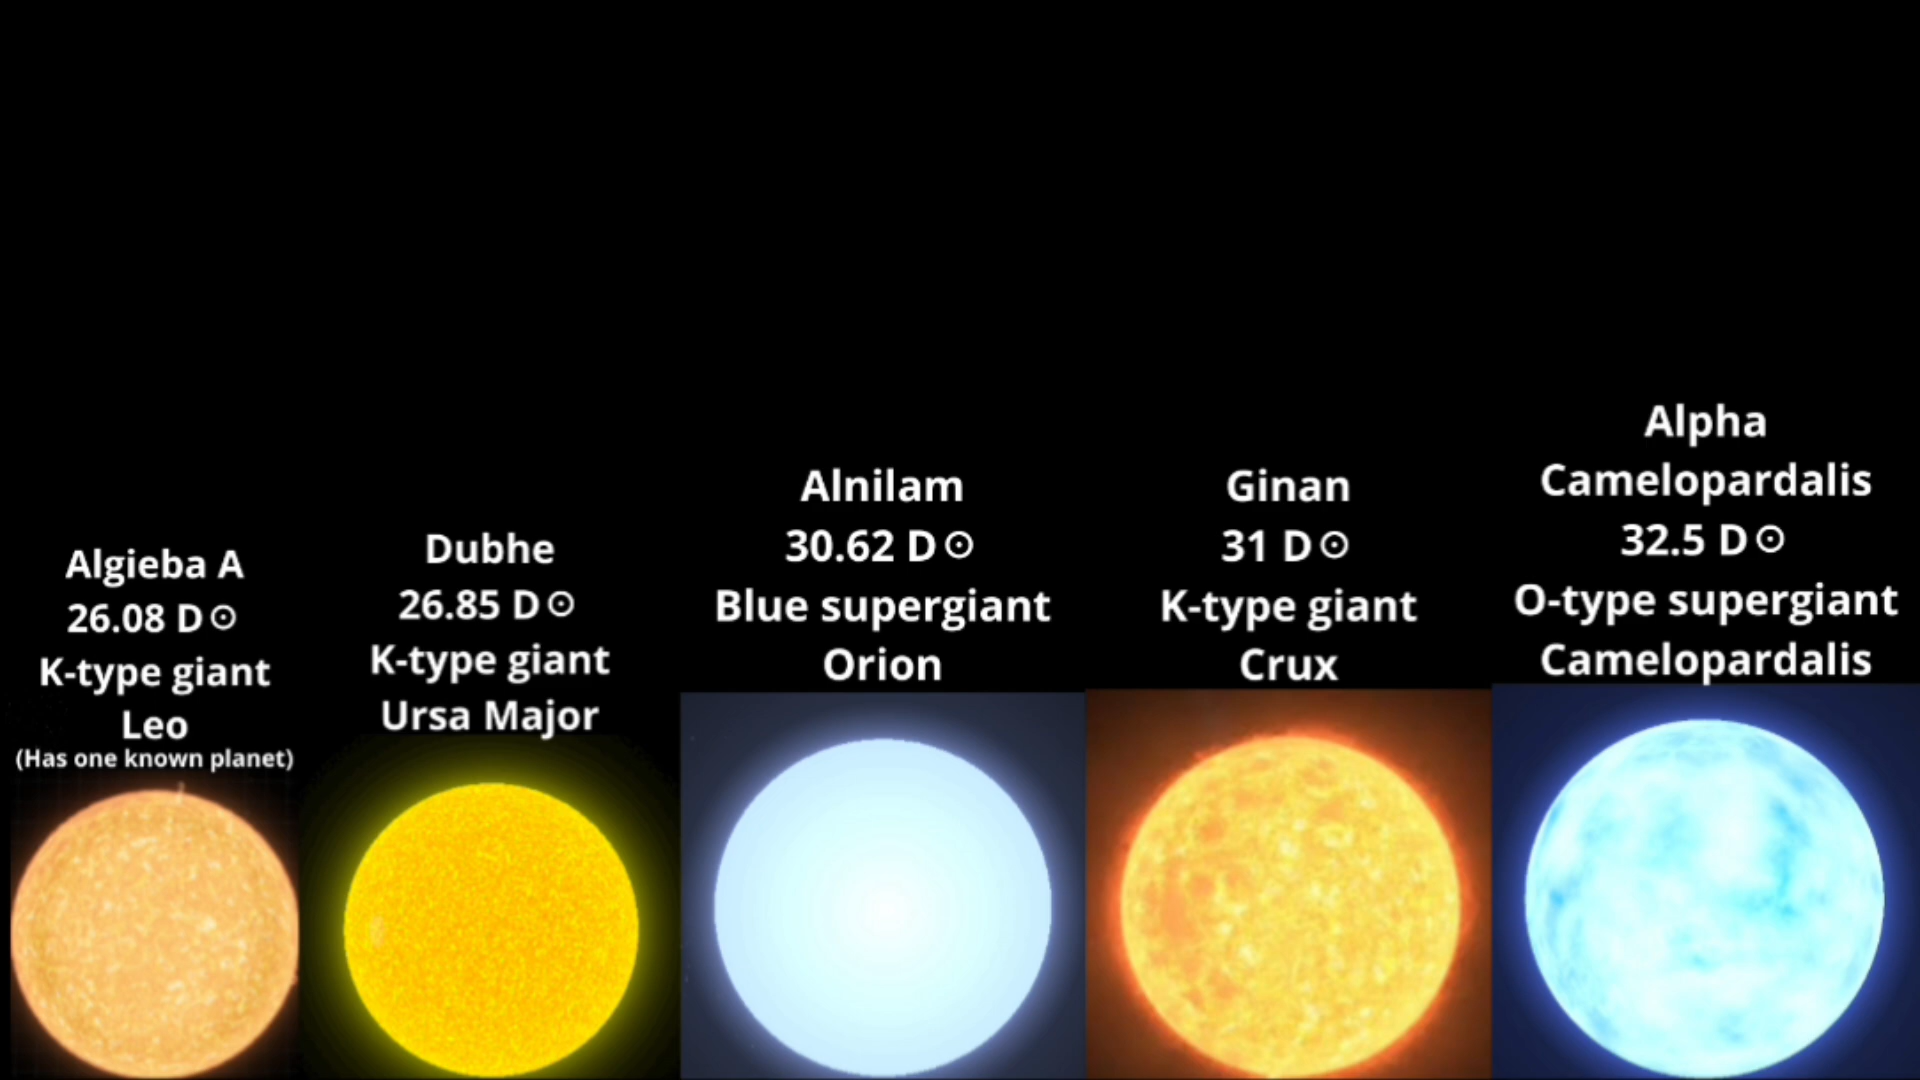 Algieba A
26.08 D☉
K-type giant
Leo
(Has one known planet)
Dubhe
26.85 D☉
K-type giant
Ursa Major
Alnilam
30.62 D☉
Blue supergiant
Orion
Ginan
31 D☉
K-type giant
Crux
Alpha
Camelopardalis
32.5 D☉
O-type supergiant
Camelopardalis